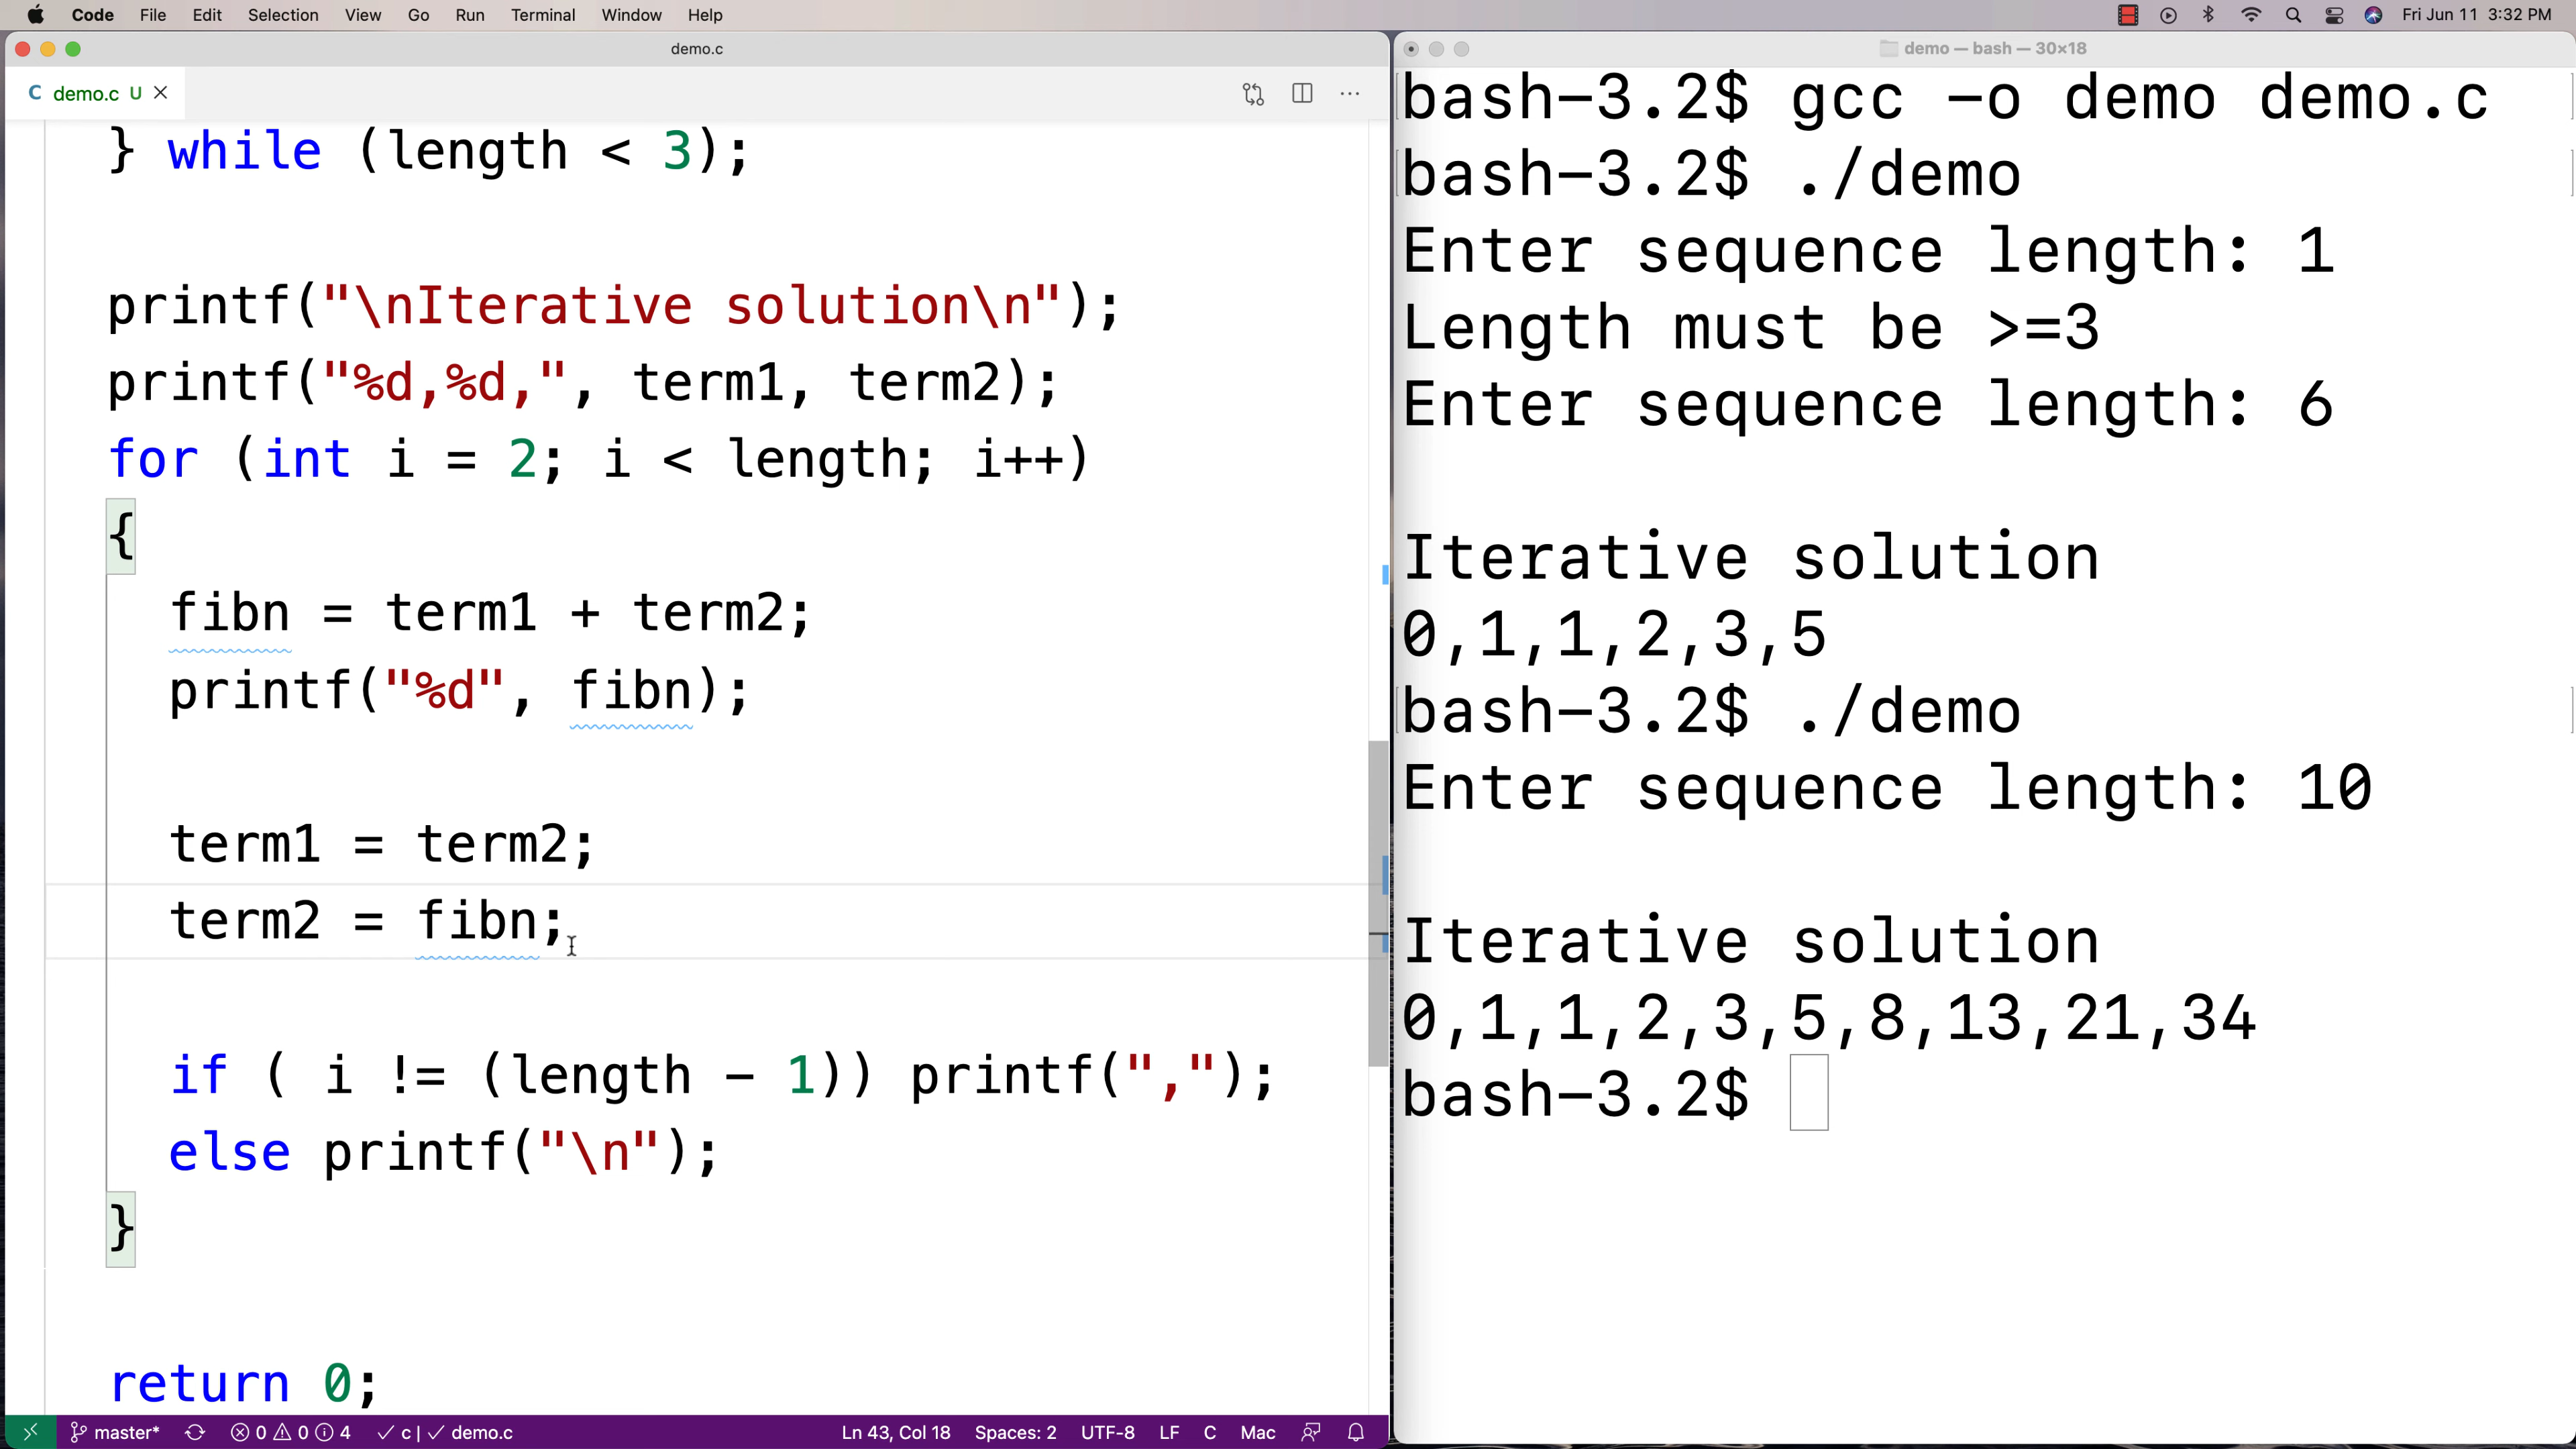 Code File Edit Selection View Go Run Terminal Window Help Fri Jun 11 3:32 PM
demo.c
C demo.c U
} while (length < 3);
printf("\nIterative solution\n");
printf("%d,%d,", term1, term2);
for (int i = 2; i < length; i++)
{
fibn = term1 + term2;
printf("%d", fibn);
term1 = term2;
term2 = fibn;
if ( i != (length - 1)) printf(",");
else printf("\n");
}
return 0;
master* 0 0 4 c | demo.c Ln 43, Col 18 Spaces: 2 UTF-8 LF C Mac
demo — bash — 30×18
bash-3.2$ gcc -o demo demo.c
bash-3.2$ ./demo
Enter sequence length: 1
Length must be >=3
Enter sequence length: 6
Iterative solution
0,1,1,2,3,5
bash-3.2$ ./demo
Enter sequence length: 10
Iterative solution
0,1,1,2,3,5,8,13,21,34
bash-3.2$